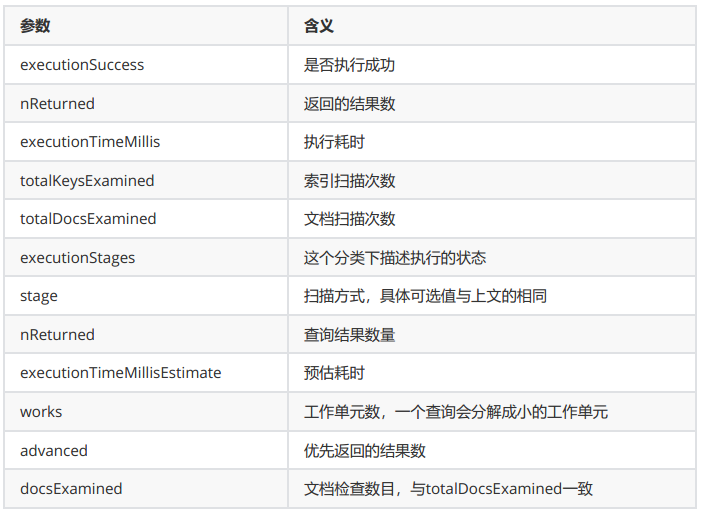 参数 含义
executionSuccess 是否执行成功
nReturned 返回的结果数
executionTimeMillis 执行耗时
totalKeysExamined 索引扫描次数
totalDocsExamined 文档扫描次数
executionStages 这个分类下描述执行的状态
stage 扫描方式，具体可选值与上文的相同
nReturned 查询结果数量
executionTimeMillisEstimate 预估耗时
works 工作单元数，一个查询会分解成小的工作单元
advanced 优先返回的结果数
docsExamined 文档检查数目，与totalDocsExamined一致